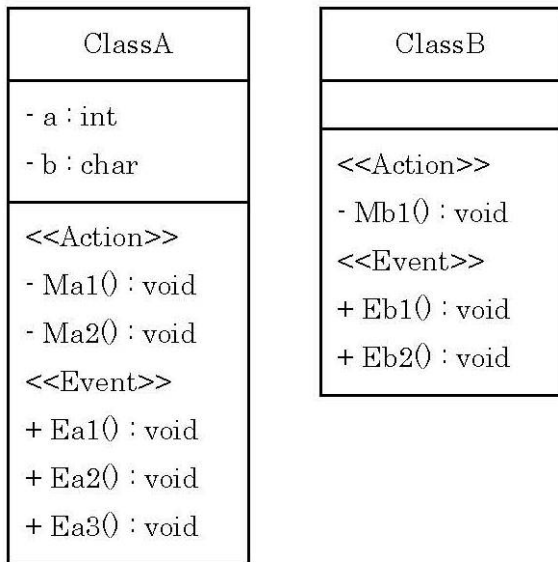 ClassA
- a : int
- b : char
<<Action>>
- Ma1() : void
- Ma2() : void
<<Event>>
+ Ea1() : void
+ Ea2() : void
+ Ea3() : void
ClassB
<<Action>>
- Mb1() : void
<<Event>>
+ Eb1() : void
+ Eb2() : void